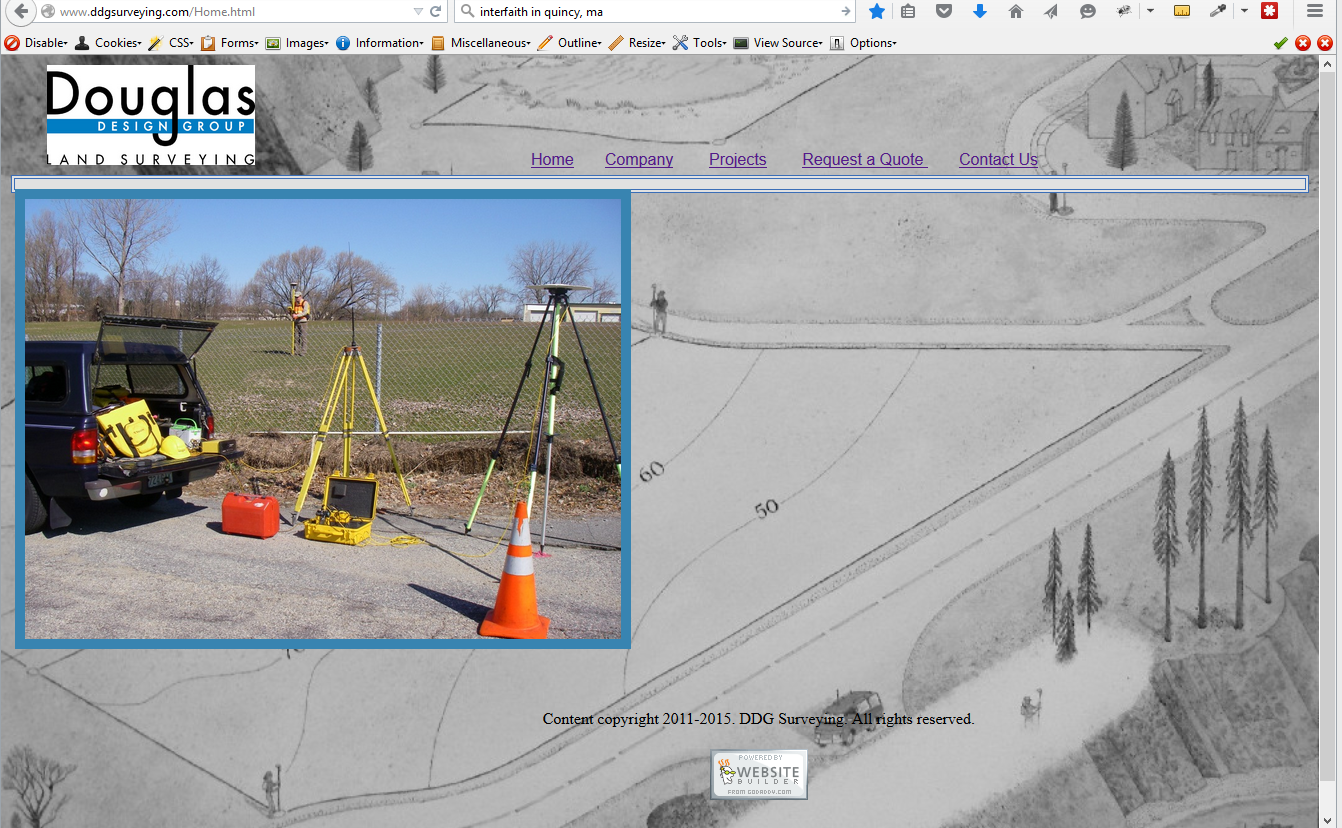 www.ddgsurveying.com/Home.html
interfaith in quincy, ma
Disable Cookies CSS Forms Images Information Miscellaneous Outline Resize Tools View Source Options
Douglas
DESIGN GROUP
LAND SURVEYING
Home Company Projects Request a Quote Contact Us
60
50
Content copyright 2011-2015. DDG Surveying. All rights reserved.
POWERED BY
WEBSITE
BUILDER
FROM GODADDY.COM